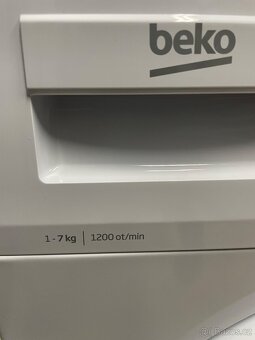 beko
1 - 7 kg | 1200 ot/min